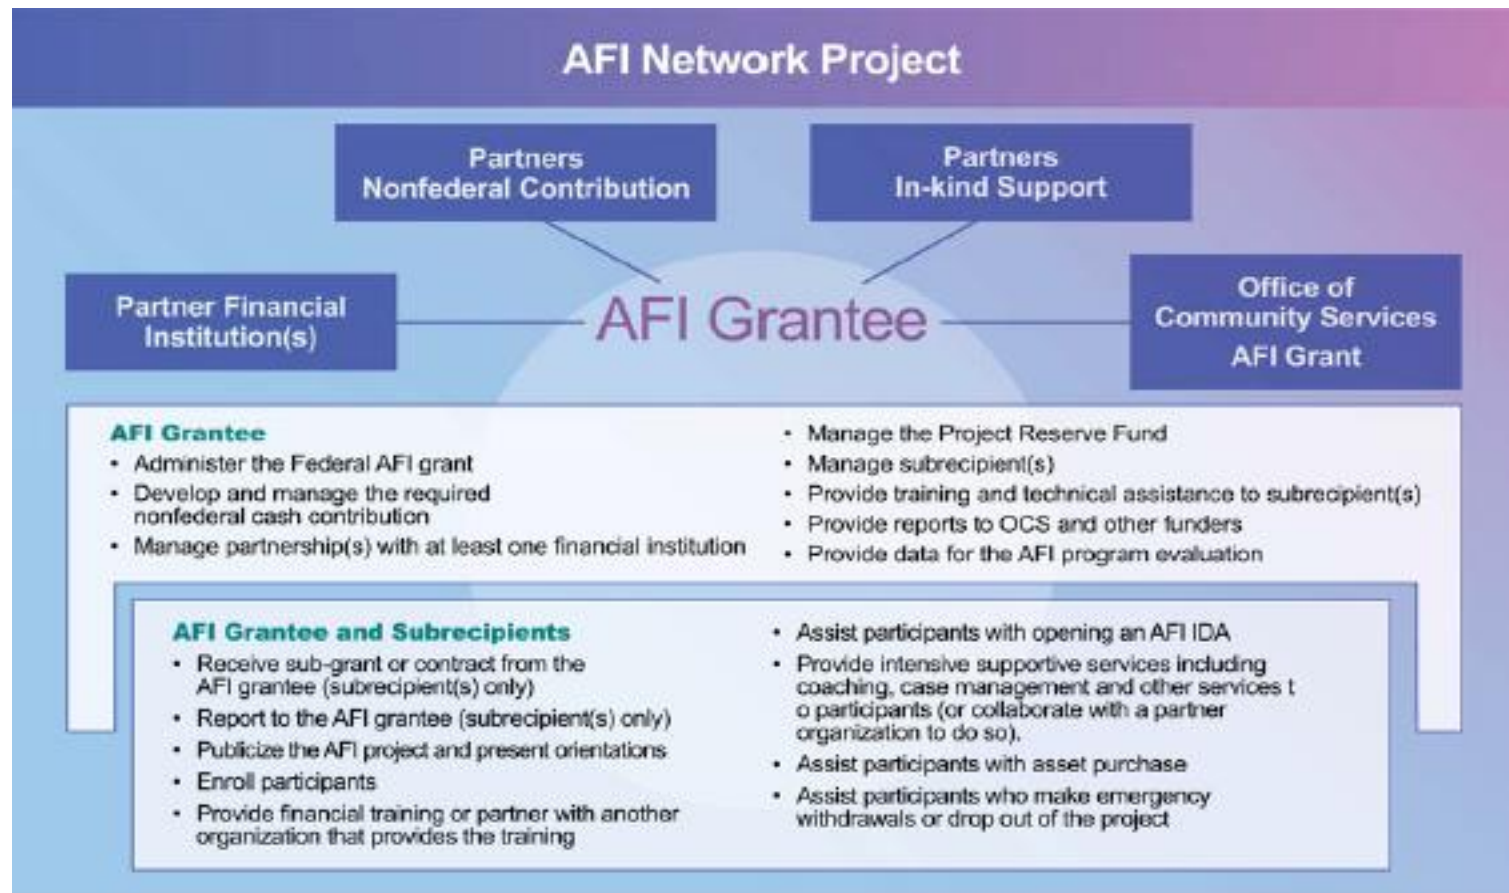 AFI Network Project
Partners
Nonfederal Contribution
Partners
In-kind Support
Partner Financial
Institution(s)
AFI Grantee
Office of
Community Services
AFI Grant
AFI Grantee
• Administer the Federal AFI grant
• Develop and manage the required
nonfederal cash contribution
• Manage partnership(s) with at least one financial institution
• Manage the Project Reserve Fund
• Manage subrecipient(s)
• Provide training and technical assistance to subrecipient(s)
• Provide reports to OCS and other funders
• Provide data for the AFI program evaluation
AFI Grantee and Subrecipients
• Receive sub-grant or contract from the
AFI grantee (subrecipient(s) only)
• Report to the AFI grantee (subrecipient(s) only)
• Publicize the AFI project and present orientations
• Enroll participants
• Provide financial training or partner with another
organization that provides the training
• Assist participants with opening an AFI IDA
• Provide intensive supportive services including
coaching, case management and other services t
o participants (or collaborate with a partner
organization to do so).
• Assist participants with asset purchase
• Assist participants who make emergency
withdrawals or drop out of the project